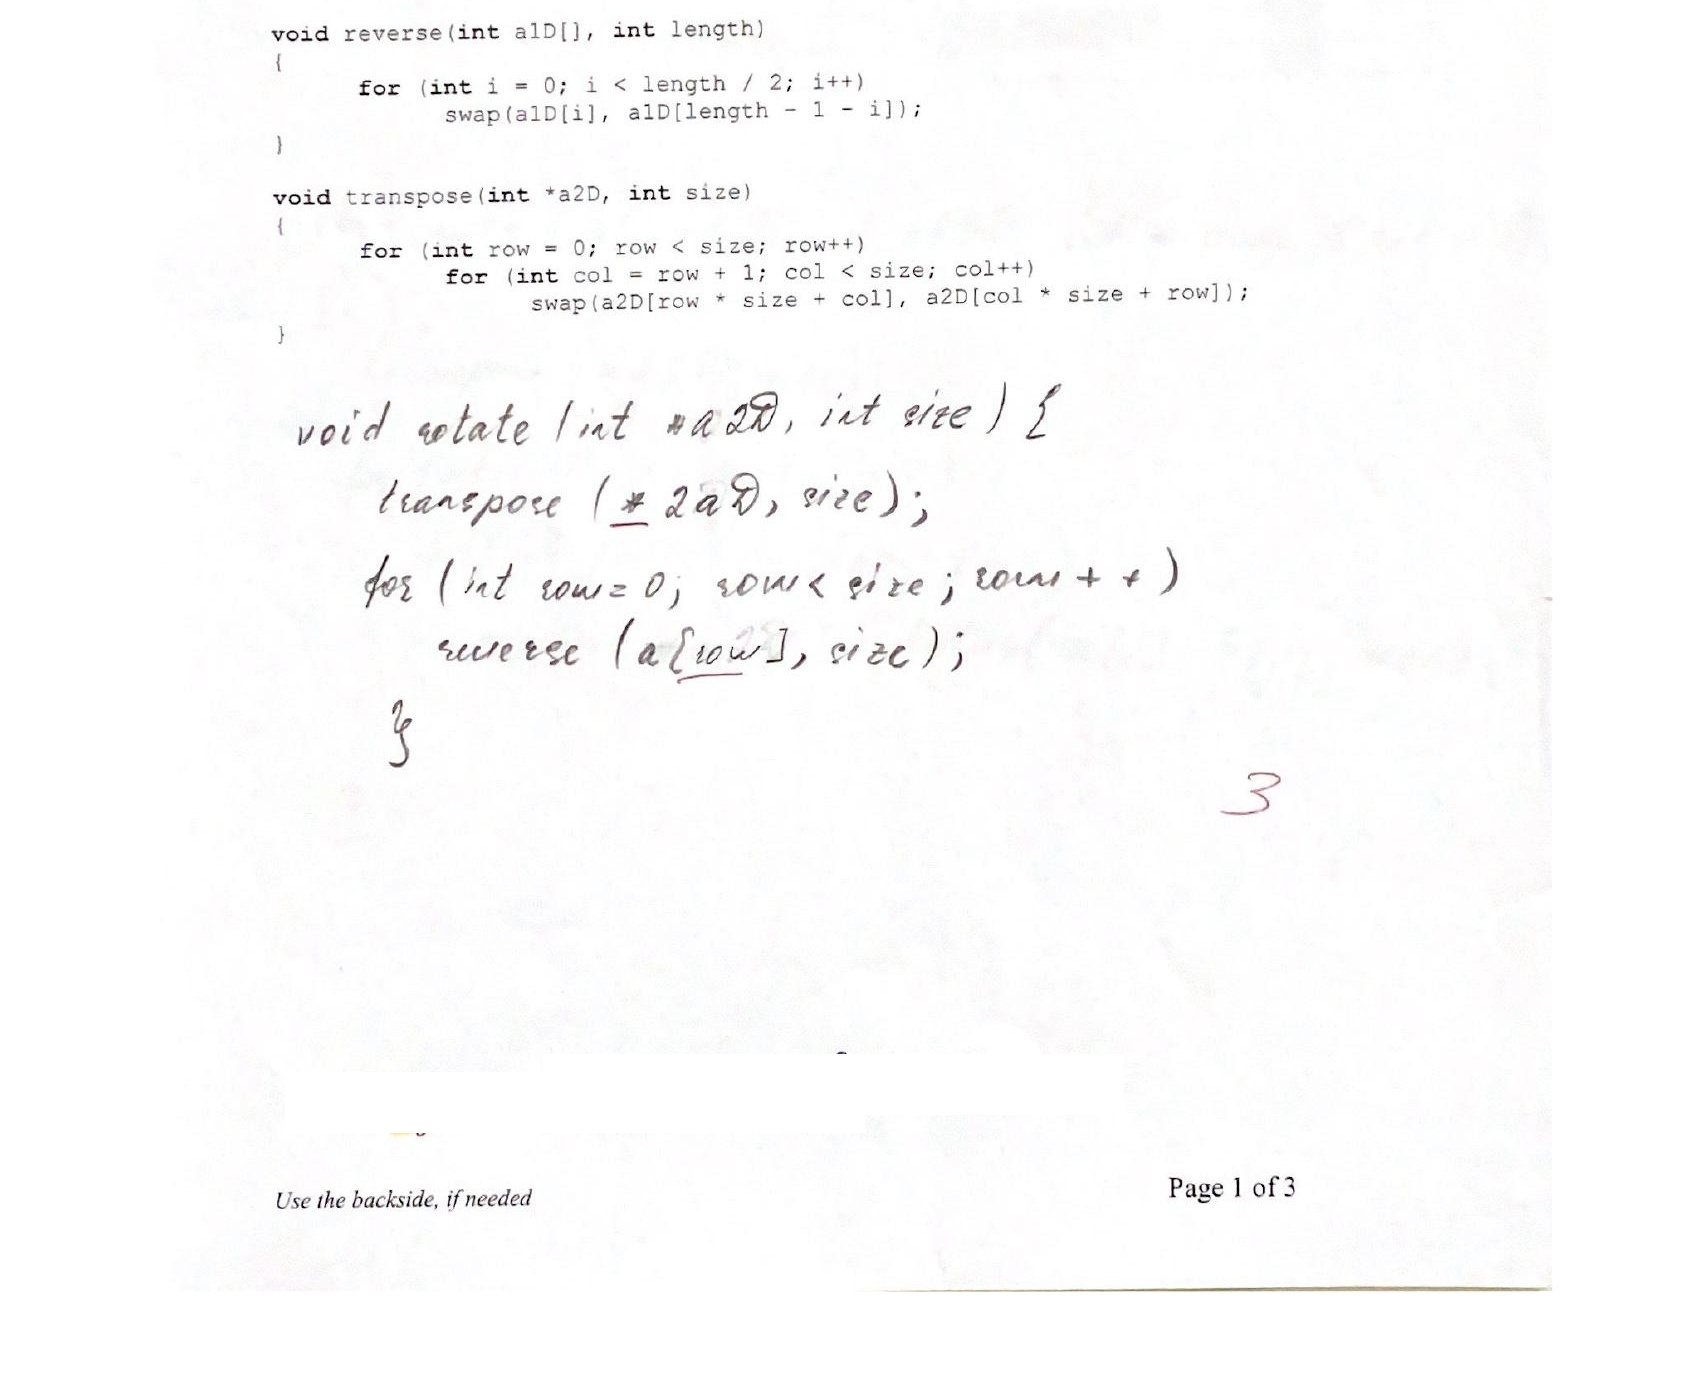 void reverse(int a1D[], int length)
{
for (int i = 0; i < length / 2; i++)
swap(a1D[i], a1D[length - 1 - i]);
}
void transpose(int *a2D, int size)
{
for (int row = 0; row < size; row++)
for (int col = row + 1; col < size; col++)
swap(a2D[row * size + col], a2D[col * size + row]);
}
void rotate (int *a2D, int size) {
transpose (* 2aD, size);
for (int row = 0; row < size; row++)
reverse (a[row], size);
}
3
Use the backside, if needed
Page 1 of 3